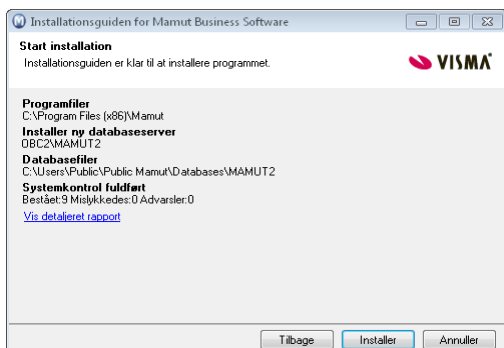 Installationsguiden for Mamut Business Software
Start installation
Installationsguiden er klar til at installere programmet.
VISMA
Programfiler
C:\Program Files (x86)\Mamut
Installer ny databaseserver
OBC2\MAMUT2
Databasefiler
C:\Users\Public\Public Mamut\Databases\MAMUT2
Systemkontrol fuldført
Bestået:9 Mislykkedes:0 Advarsler:0
Vis detaljeret rapport
Tilbage
Installer
Annuller